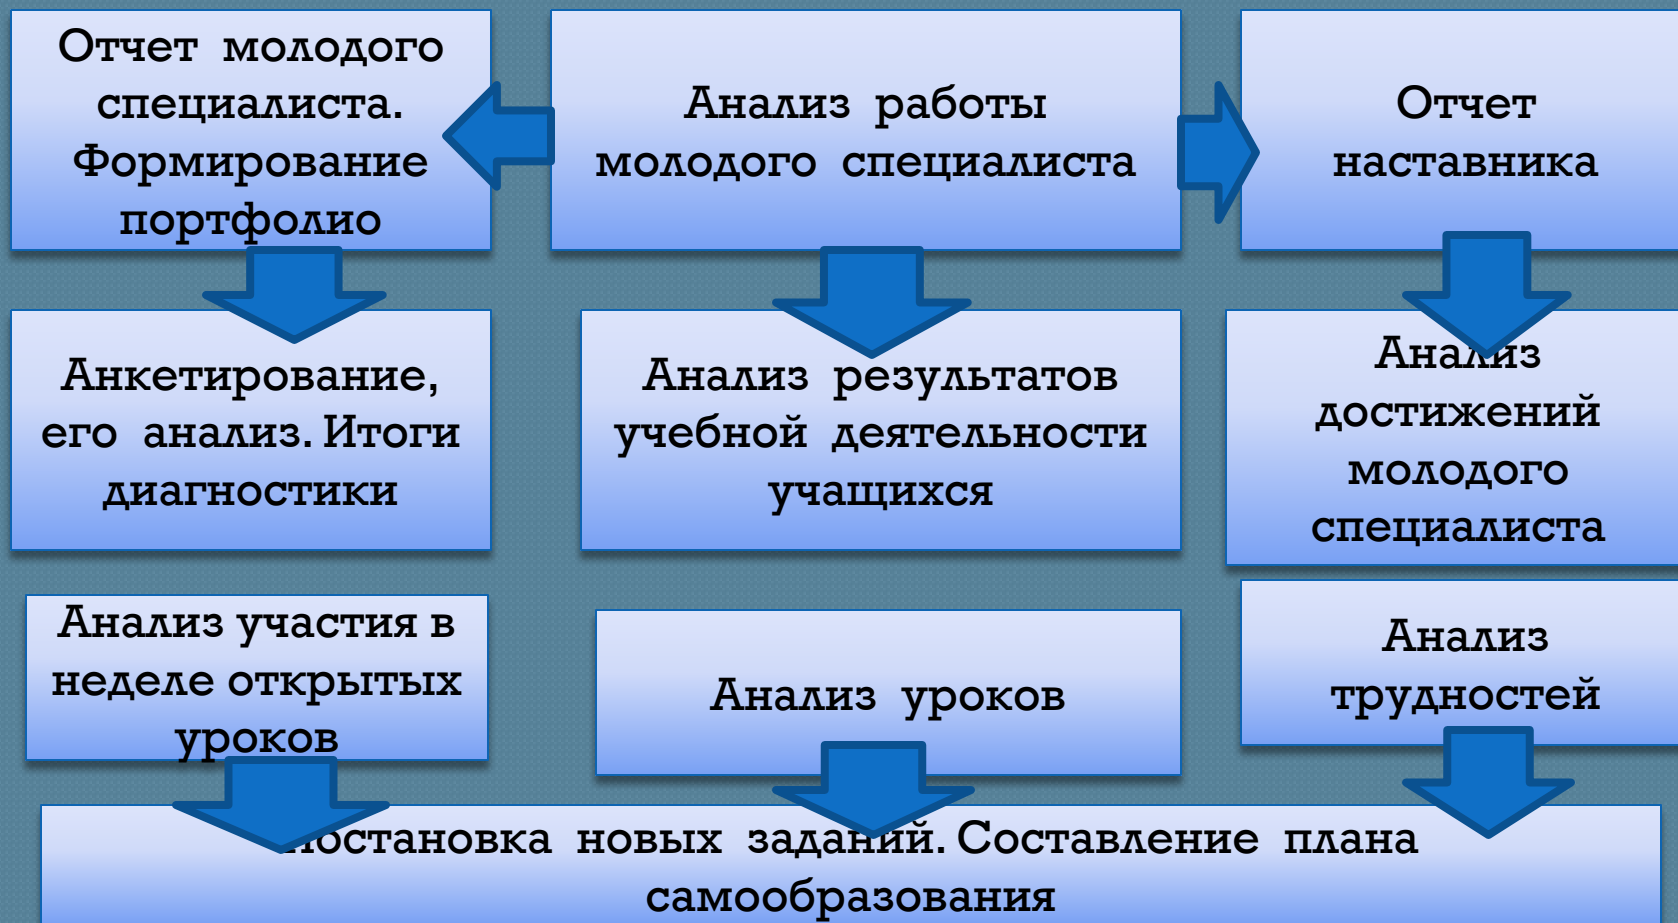 Отчет молодого
специалиста.
Формирование
портфолио
Анализ работы
молодого специалиста
Отчет
наставника
Анкетирование,
его анализ. Итоги
диагностики
Анализ результатов
учебной деятельности
учащихся
Анализ
достижений
молодого
специалиста
Анализ участия в
неделе открытых
уроков
Анализ уроков
Анализ
трудностей
Постановка новых заданий. Составление плана
самообразования